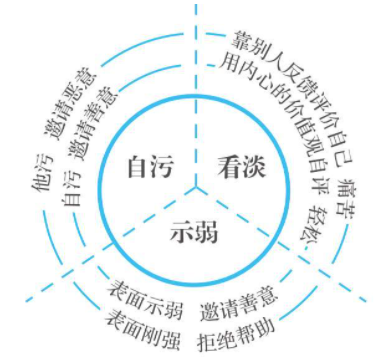 靠别人反馈评价自己 痛苦
用内心的价值观自评 轻松
他污 邀请恶意
自污 邀请善意
自污
看淡
示弱
表面示弱 邀请善意
表面刚强 拒绝帮助